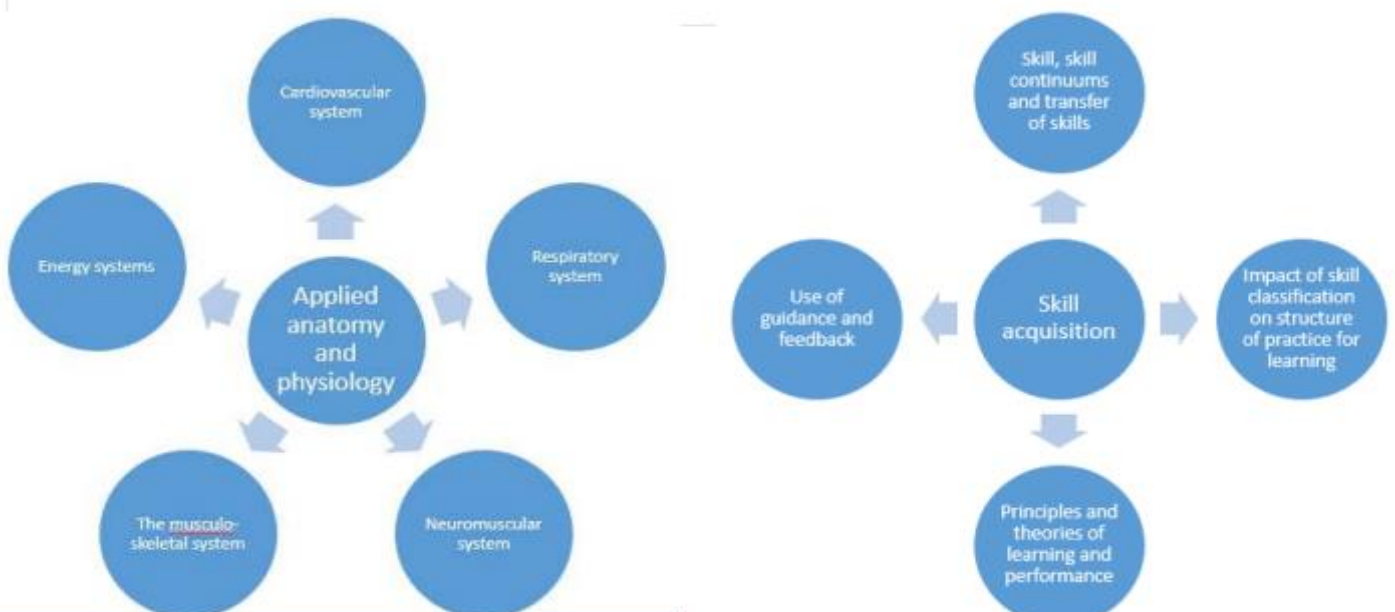 Cardiovascular
system
Energy systems
Respiratory
system
Applied
anatomy
and
physiology
The musculo-
skeletal system
Neuromuscular
system
Skill, skill
continuums
and transfer
of skills
Use of
guidance and
feedback
Skill
acquisition
Impact of skill
classification
on structure
of practice for
learning
Principles and
theories of
learning and
performance